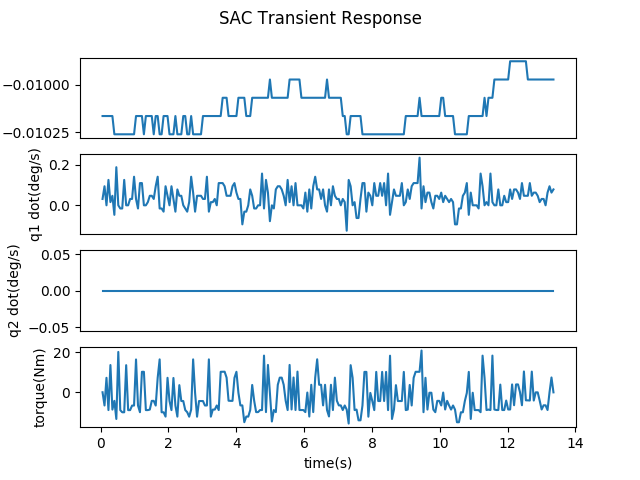 SAC Transient Response
−0.01000
−0.01025
q1 dot(deg/s)
0.2
0.0
q2 dot(deg/s)
0.05
0.00
−0.05
torque(Nm)
20
0
0 2 4 6 8 10 12 14
time(s)